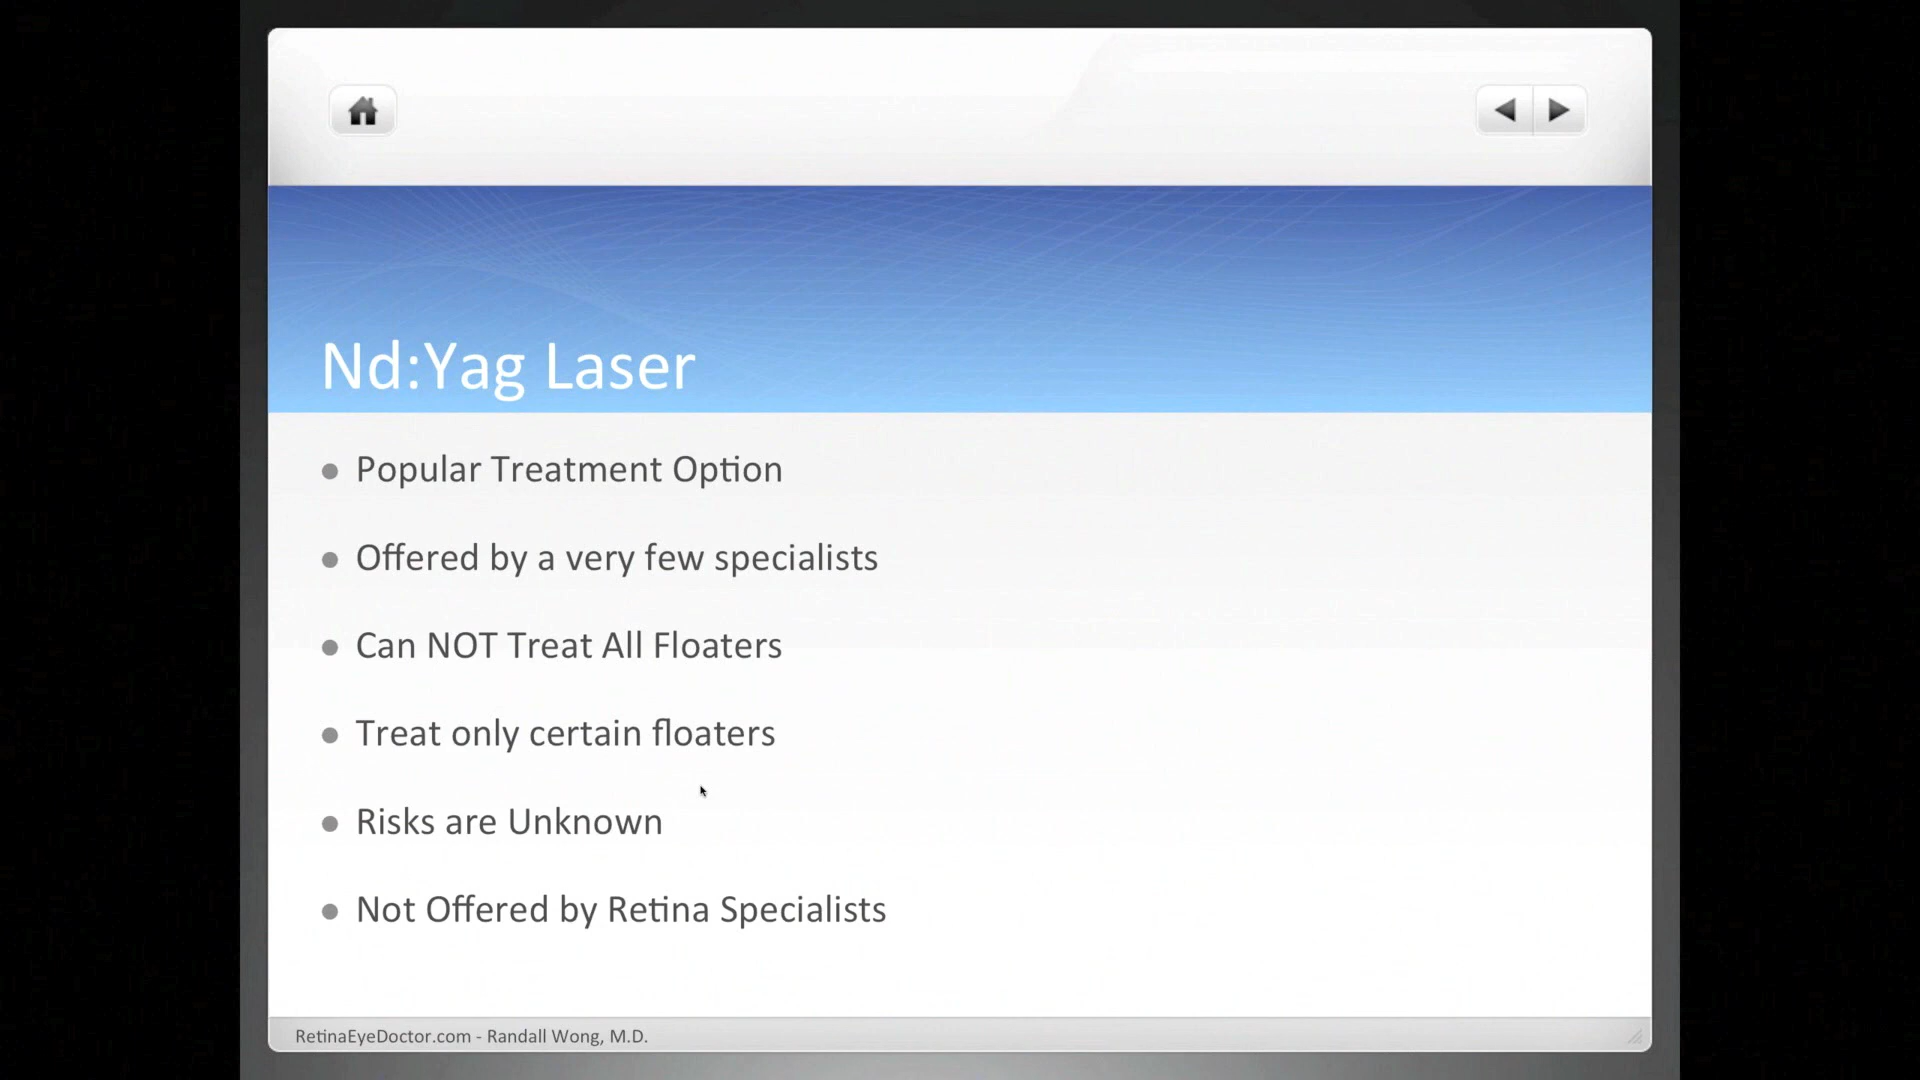 Nd:Yag Laser
Popular Treatment Option
Offered by a very few specialists
Can NOT Treat All Floaters
Treat only certain floaters
Risks are Unknown
Not Offered by Retina Specialists
RetinaEyeDoctor.com - Randall Wong, M.D.